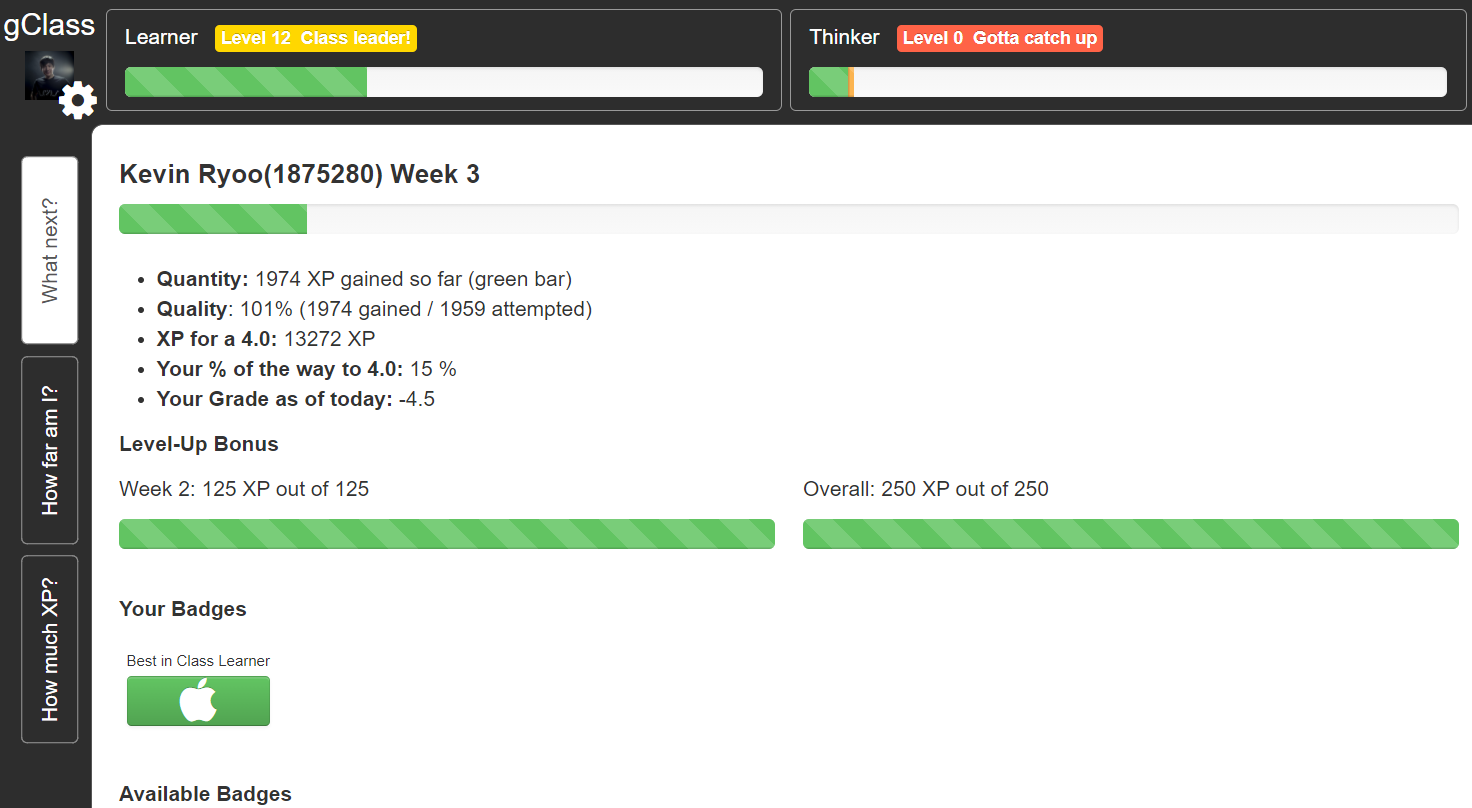 gClass
Learner Level 12 Class leader!
Thinker Level 0 Gotta catch up
What next?
How far am I?
How much XP?
Kevin Ryoo(1875280) Week 3
Quantity: 1974 XP gained so far (green bar)
Quality: 101% (1974 gained / 1959 attempted)
XP for a 4.0: 13272 XP
Your % of the way to 4.0: 15 %
Your Grade as of today: -4.5
Level-Up Bonus
Week 2: 125 XP out of 125
Overall: 250 XP out of 250
Your Badges
Best in Class Learner
Available Badges